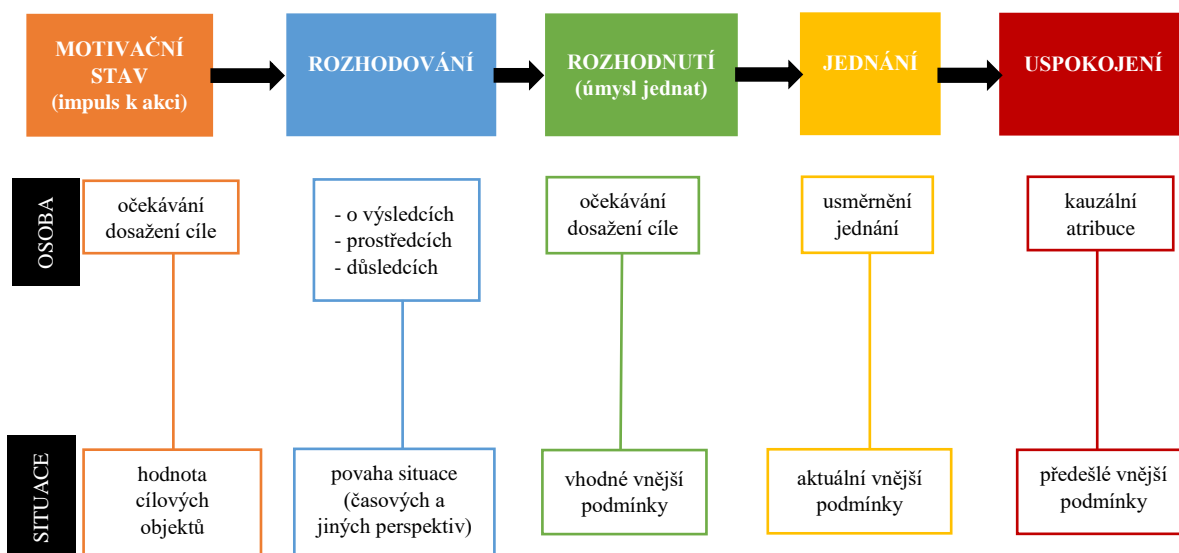 MOTIVAČNÍ
STAV
(impuls k akci)
ROZHODOVÁNÍ
ROZHODNUTÍ
(úmysl jednat)
JEDNÁNÍ
USPOKOJENÍ
OSOBA
očekávání
dosažení cíle
- o výsledcích
- prostředcích
- důsledcích
očekávání
dosažení cíle
usměrnění
jednání
kauzální
atribuce
SITUACE
hodnota
cílových
objektů
povaha situace
(časových a
jiných perspektiv)
vhodné vnější
podmínky
aktuální vnější
podmínky
předešlé vnější
podmínky